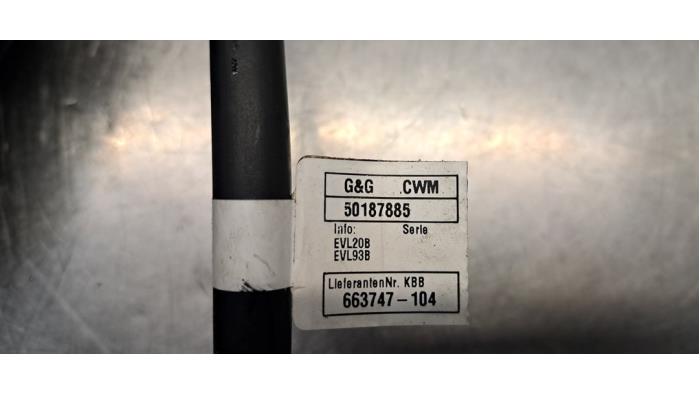 G&G .CWM
50187885
Info: Serie
EVL20B
EVL93B
LieferantenNr. KBB
663747-104